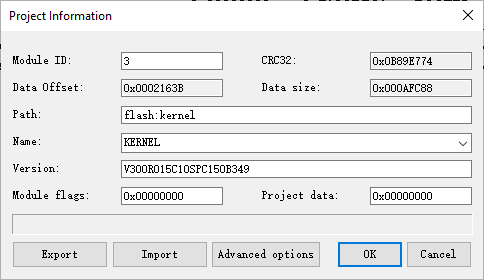 Project Information
Module ID: 3 CRC32: 0x0B89E774
Data Offset: 0x0002163B Data size: 0x000AFC88
Path: flash:kernel
Name: KERNEL
Version: V300R015C10SPC150B349
Module flags: 0x00000000 Project data: 0x00000000
Export Import Advanced options OK Cancel